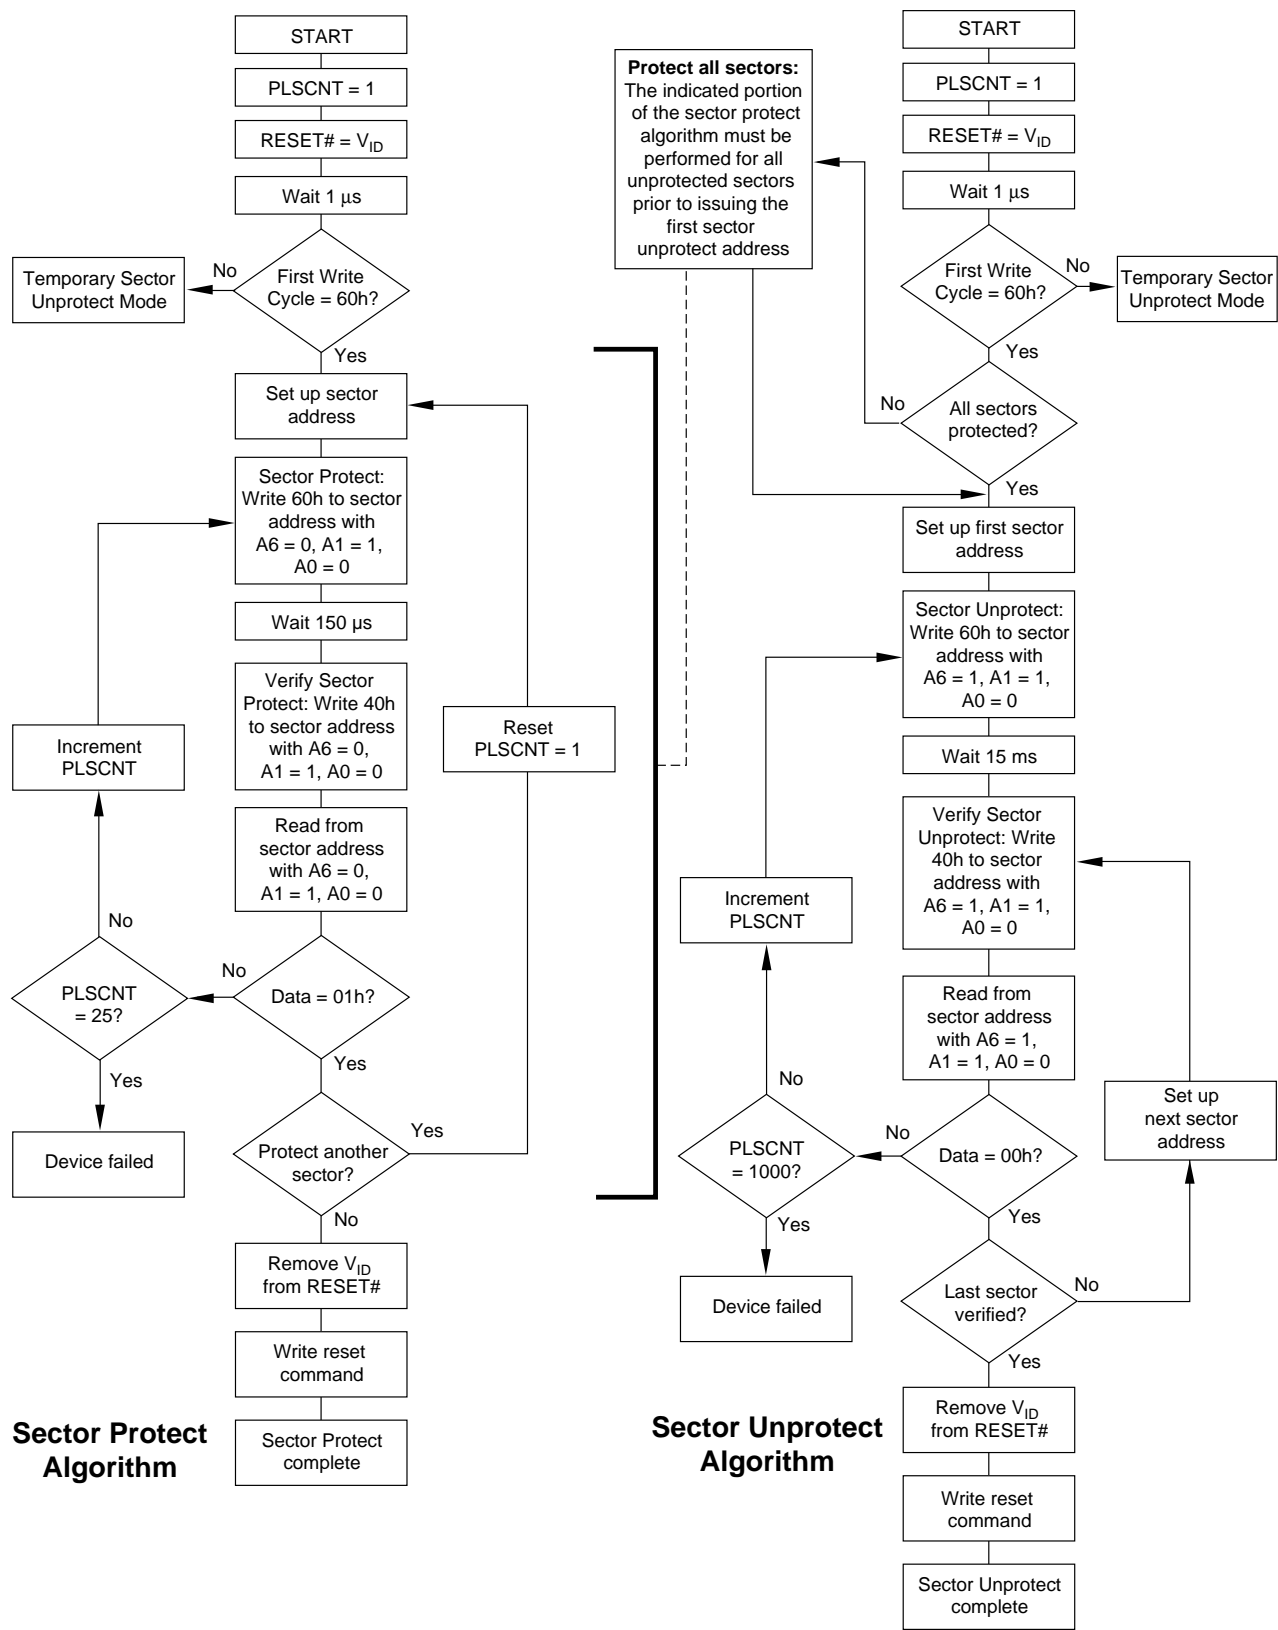 START
PLSCNT = 1
RESET# = VID
Wait 1 μs
First Write
Cycle = 60h?
No
Temporary Sector
Unprotect Mode
Yes
Set up sector
address
Sector Protect:
Write 60h to sector
address with
A6 = 0, A1 = 1,
A0 = 0
Wait 150 µs
Verify Sector
Protect: Write 40h
to sector address
with A6 = 0,
A1 = 1, A0 = 0
Reset
PLSCNT = 1
Increment
PLSCNT
Read from
sector address
with A6 = 0,
A1 = 1, A0 = 0
No
No
PLSCNT
= 25?
Data = 01h?
Yes
Yes
Device failed
Protect another
sector?
Yes
No
Remove VID
from RESET#
Write reset
command
Sector Protect
complete
Sector Protect
Algorithm
Protect all sectors:
The indicated portion
of the sector protect
algorithm must be
performed for all
unprotected sectors
prior to issuing the
first sector
unprotect address
START
PLSCNT = 1
RESET# = VID
Wait 1 μs
First Write
Cycle = 60h?
No
Temporary Sector
Unprotect Mode
Yes
No
All sectors
protected?
Yes
Set up first sector
address
Sector Unprotect:
Write 60h to sector
address with
A6 = 1, A1 = 1,
A0 = 0
Wait 15 ms
Verify Sector
Unprotect: Write
40h to sector
address with
A6 = 1, A1 = 1,
A0 = 0
Increment
PLSCNT
Read from
sector address
with A6 = 1,
A1 = 1, A0 = 0
No
Set up
next sector
address
No
PLSCNT
= 1000?
Data = 00h?
Yes
Yes
Device failed
Last sector
verified?
No
Yes
Remove VID
from RESET#
Write reset
command
Sector Unprotect
complete
Sector Unprotect
Algorithm